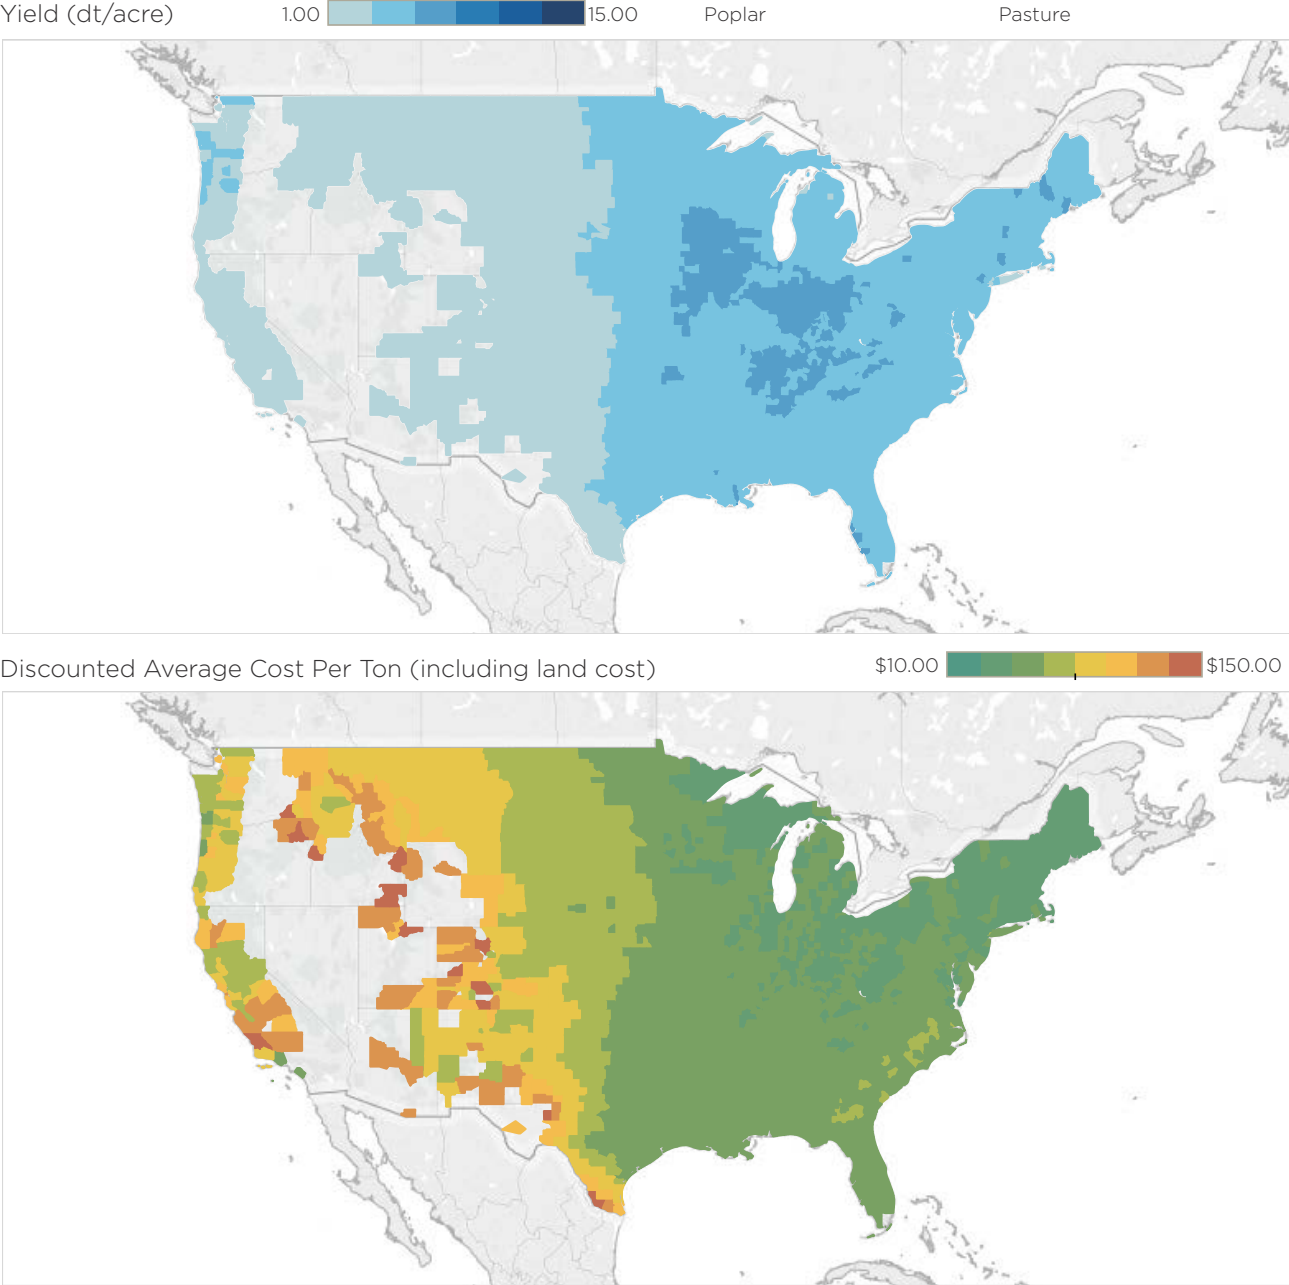 Yield (dt/acre) 1.00 15.00 Poplar Pasture
Discounted Average Cost Per Ton (including land cost) $10.00 $150.00